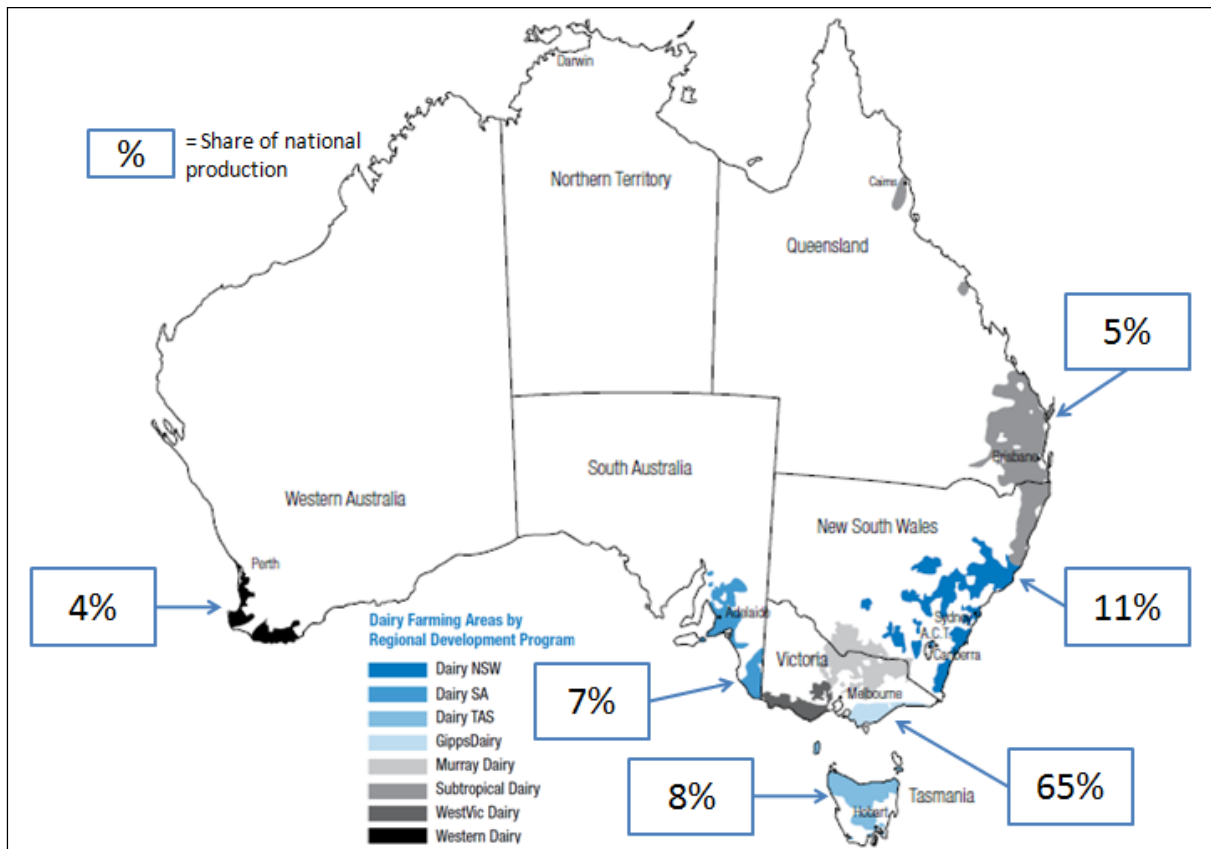 Darwin
%
= Share of national
production
Northern Territory
Cairns
Queensland
5%
Brisbane
South Australia
Western Australia
New South Wales
Perth
4%
Adelaide
Sydney
11%
A.C.T.
Canberra
Dairy Farming Areas by
Regional Development Program
Dairy NSW
Dairy SA
Dairy TAS
GippsDairy
Murray Dairy
Subtropical Dairy
WestVic Dairy
Western Dairy
Victoria
Melbourne
7%
65%
8%
Tasmania
Hobart